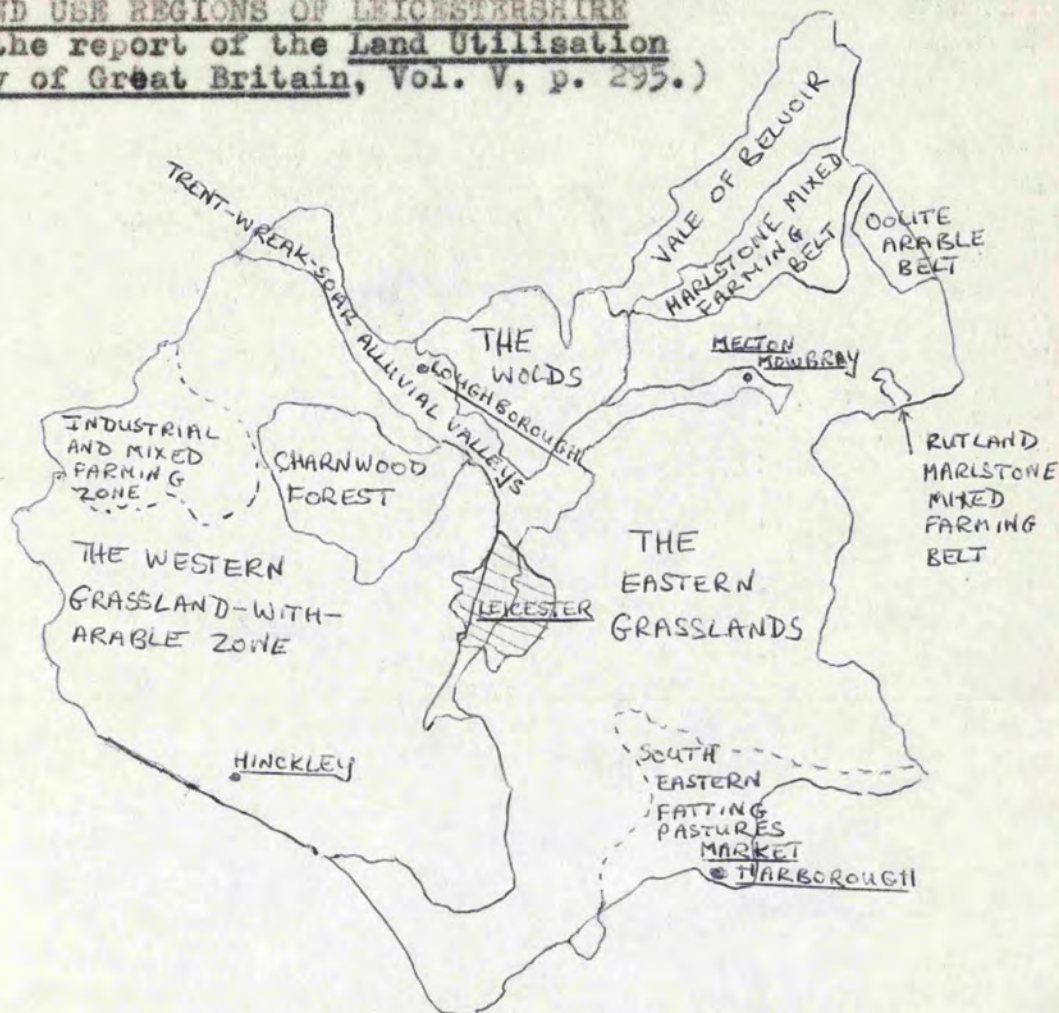 USE REGIONS OF LEICESTERSHIRE
the report of the Land Utilisation
of Great Britain, Vol. V, p. 295.)
TRENT-WREAK-SOAR ALLUVIAL VALLEYS
VALE OF BELVOIR
MARLSTONE MIXED
FARMING
BELT
OOLITE
ARABLE
BELT
THE
WOLDS
MELTON
MOWBRAY
LOUGHBOROUGH
INDUSTRIAL
AND MIXED
FARMING
ZONE
CHARNWOOD
FOREST
RUTLAND
MARLSTONE
MIXED
FARMING
BELT
THE WESTERN
GRASSLAND-WITH-
ARABLE ZONE
LEICESTER
THE
EASTERN
GRASSLANDS
HINCKLEY
SOUTH
EASTERN
FATTING
PASTURES
MARKET
HARBOROUGH